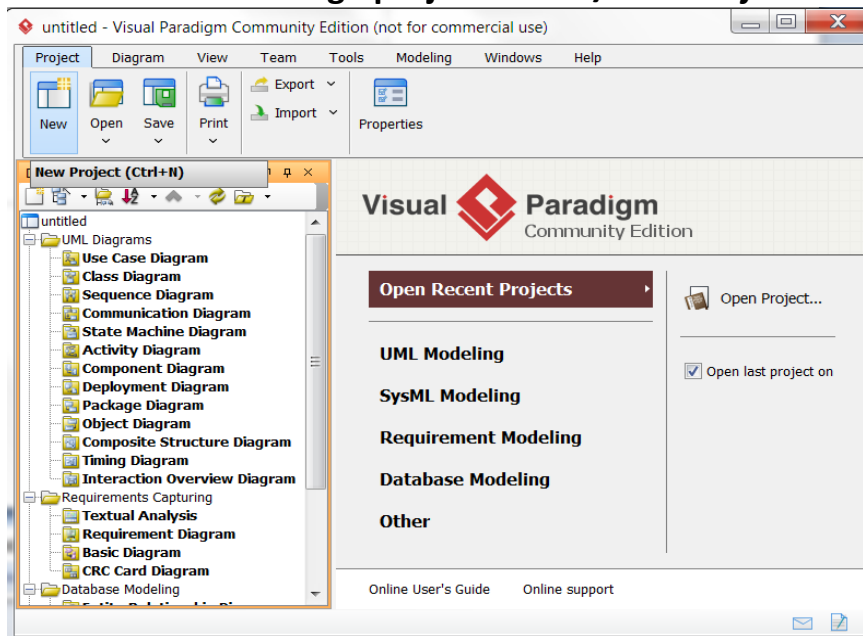 untitled - Visual Paradigm Community Edition (not for commercial use)
Project Diagram View Team Tools Modeling Windows Help
New Open Save Print Export Import Properties
New Project (Ctrl+N)
untitled
UML Diagrams
Use Case Diagram
Class Diagram
Sequence Diagram
Communication Diagram
State Machine Diagram
Activity Diagram
Component Diagram
Deployment Diagram
Package Diagram
Object Diagram
Composite Structure Diagram
Timing Diagram
Interaction Overview Diagram
Requirements Capturing
Textual Analysis
Requirement Diagram
Basic Diagram
CRC Card Diagram
Database Modeling
Visual Paradigm
Community Edition
Open Recent Projects
UML Modeling
SysML Modeling
Requirement Modeling
Database Modeling
Other
Open Project...
Open last project on
Online User's Guide Online support